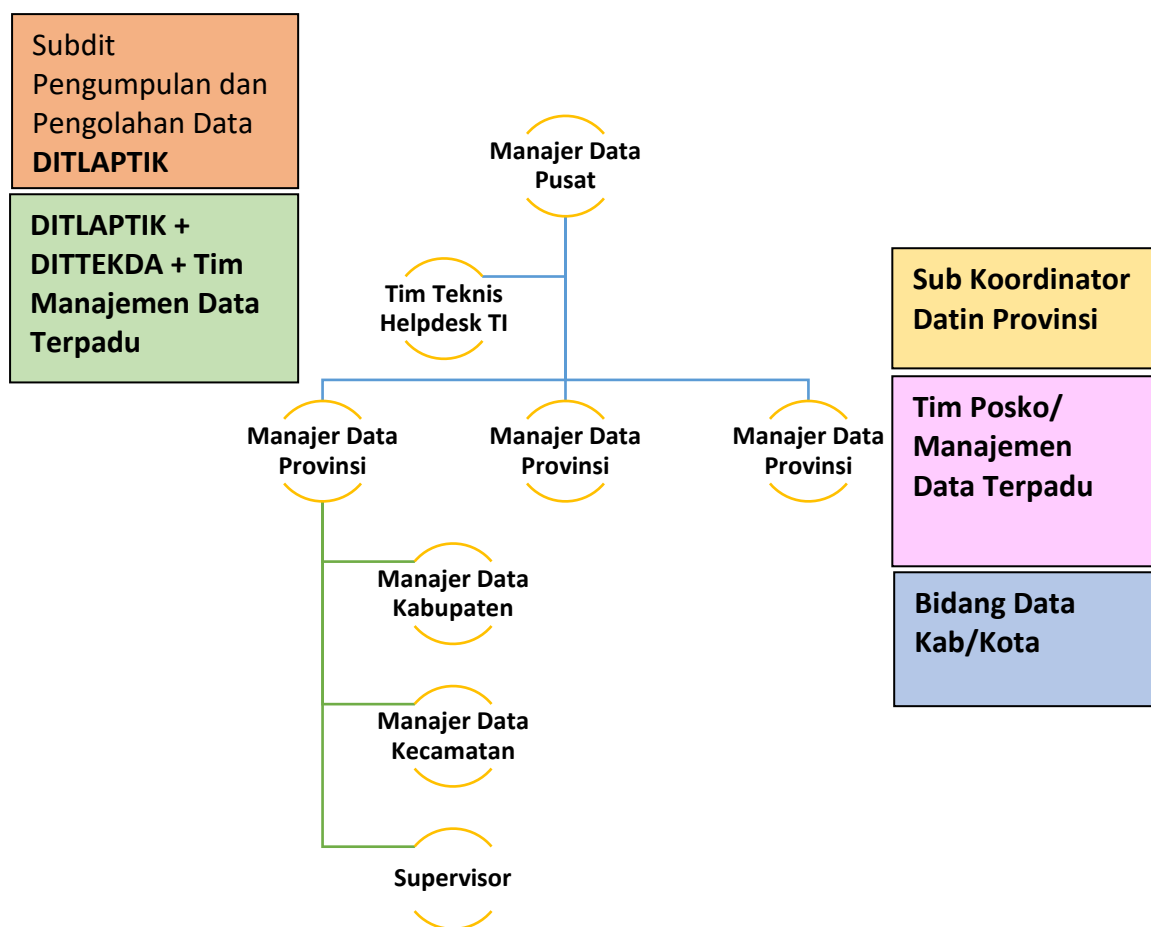 Subdit
Pengumpulan dan
Pengolahan Data
DITLAPTIK
DITLAPTIK +
DITTEKDA + Tim
Manajemen Data
Terpadu
Manajer Data
Pusat
Tim Teknis
Helpdesk TI
Manajer Data
Provinsi
Manajer Data
Provinsi
Manajer Data
Provinsi
Manajer Data
Kabupaten
Manajer Data
Kecamatan
Supervisor
Sub Koordinator
Datin Provinsi
Tim Posko/
Manajemen
Data Terpadu
Bidang Data
Kab/Kota